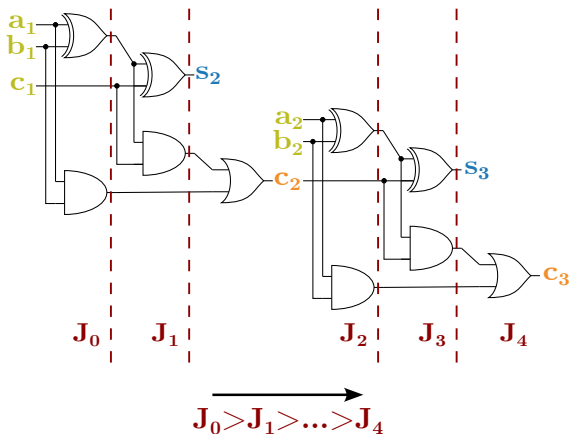 a₁
b₁
c₁
s₂
a₂
b₂
c₂
s₃
c₃
J₀ J₁ J₂ J₃ J₄
J₀>J₁>...>J₄